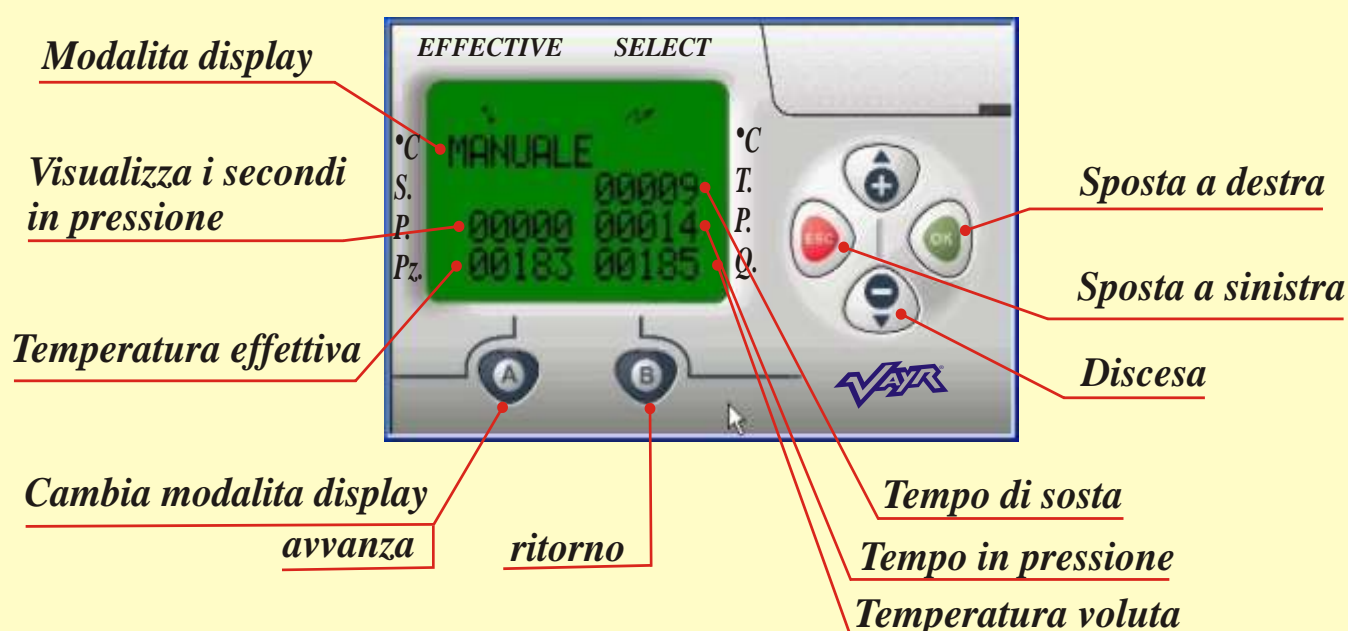 EFFECTIVE SELECT
Modalita display
°C MANUALE °C
Visualizza i secondi
in pressione
S. 00009 T.
P. 00000 00014 P.
Pz. 00183 00185 Q.
ESC OK
Sposta a destra
Sposta a sinistra
Temperatura effettiva
Discesa
A B
VAYR
Cambia modalita display
avvanza
ritorno
Tempo di sosta
Tempo in pressione
Temperatura voluta